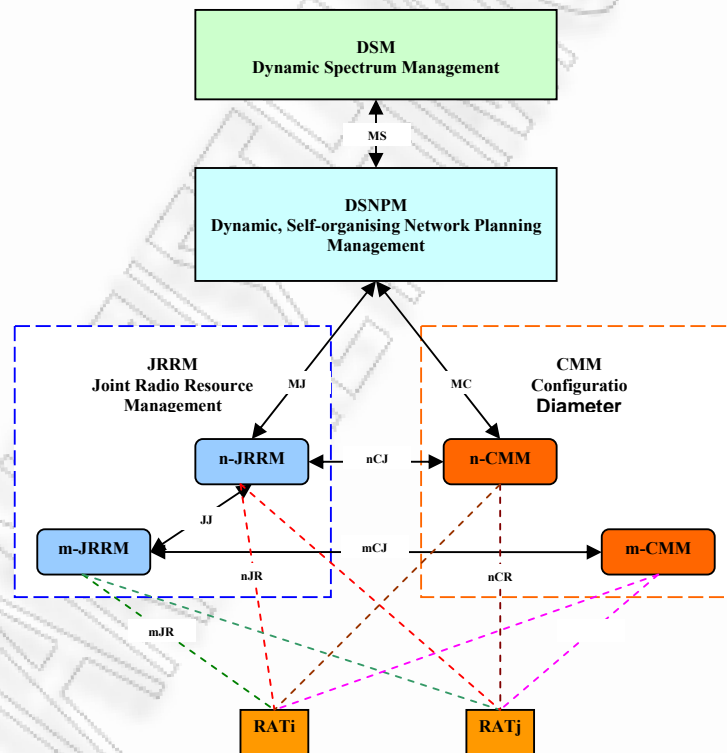 DSM
Dynamic Spectrum Management
MS
DSNPM
Dynamic, Self-organising Network Planning
Management
JRRM
Joint Radio Resource
Management
CMM
Configuratio
Diameter
MJ
MC
n-JRRM
nCJ
n-CMM
JJ
m-JRRM
mCJ
m-CMM
nJR
nCR
mJR
RATi
RATj